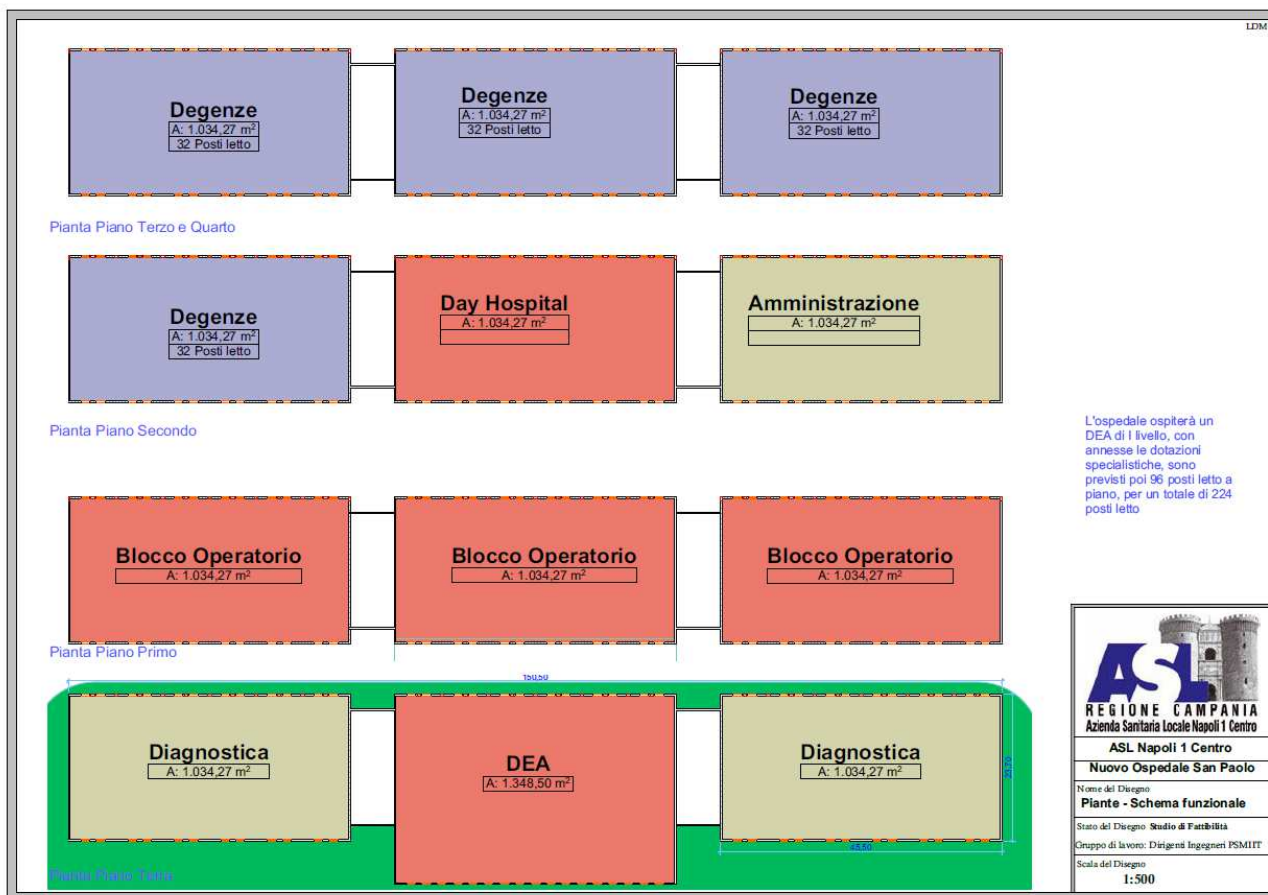 LDM
Degenze
A: 1.034,27 m²
32 Posti letto
Degenze
A: 1.034,27 m²
32 Posti letto
Degenze
A: 1.034,27 m²
32 Posti letto
Pianta Piano Terzo e Quarto
Degenze
A: 1.034,27 m²
32 Posti letto
Day Hospital
A: 1.034,27 m²
Amministrazione
A: 1.034,27 m²
Pianta Piano Secondo
L'ospedale ospiterà un
DEA di I livello, con
annesse le dotazioni
specialistiche, sono
previsti poi 96 posti letto a
piano, per un totale di 224
posti letto
Blocco Operatorio
A: 1.034,27 m²
Blocco Operatorio
A: 1.034,27 m²
Blocco Operatorio
A: 1.034,27 m²
Pianta Piano Primo
150,50
Diagnostica
A: 1.034,27 m²
DEA
A: 1.348,50 m²
Diagnostica
A: 1.034,27 m²
45,50
Pianta Piano Terra
ASL
REGIONE CAMPANIA
Azienda Sanitaria Locale Napoli 1 Centro
ASL Napoli 1 Centro
Nuovo Ospedale San Paolo
Nome del Disegno
Piante - Schema funzionale
Stato del Disegno Studio di Fattibilità
Gruppo di lavoro: Dirigenti Ingegneri PSMIIT
Scala del Disegno
1:500